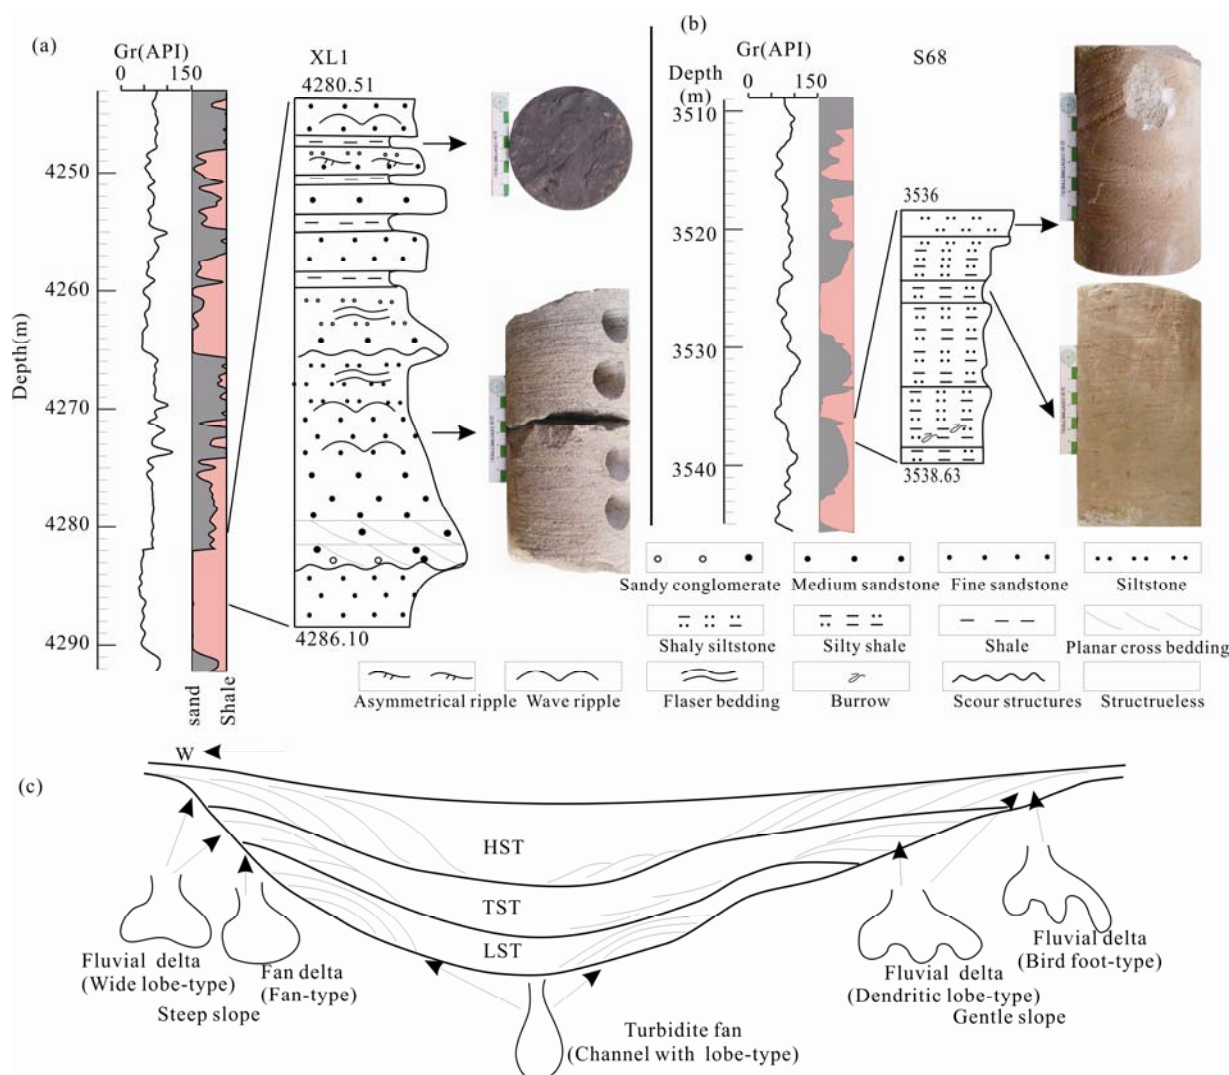 (a)
Gr(API)
0 150
XL1
4280.51
4250
4260
4270
4280
4290
Depth(m)
4286.10
sand
Shale
(b)
Gr(API)
0 150
Depth
(m)
S68
3510
3520
3530
3540
3536
3538.63
Sandy conglomerate
Medium sandstone
Fine sandstone
Siltstone
Shaly siltstone
Silty shale
Shale
Planar cross bedding
Asymmetrical ripple
Wave ripple
Flaser bedding
Burrow
Scour structures
Structrueless
(c)
W
HST
TST
LST
Fluvial delta
(Wide lobe-type)
Steep slope
Fan delta
(Fan-type)
Turbidite fan
(Channel with lobe-type)
Fluvial delta
(Dendritic lobe-type)
Gentle slope
Fluvial delta
(Bird foot-type)